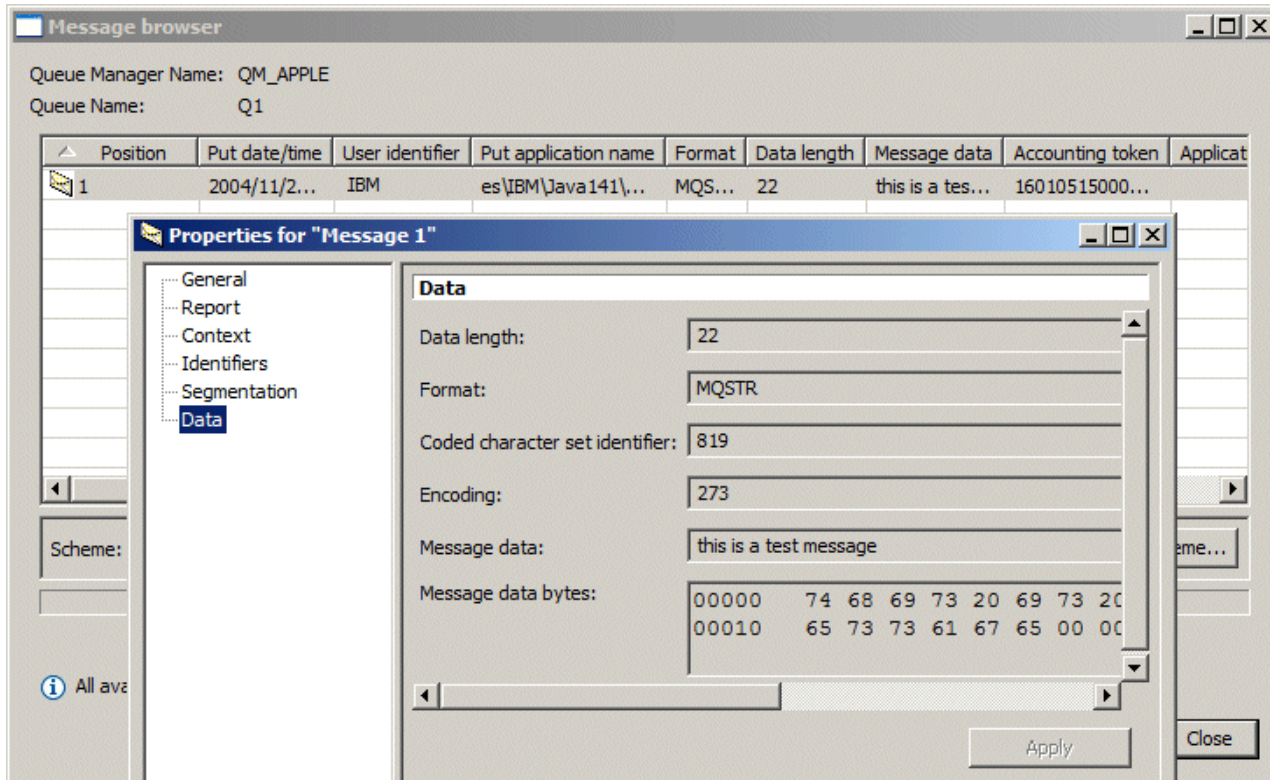 Message browser
Queue Manager Name: QM_APPLE
Queue Name: Q1
Position Put date/time User identifier Put application name Format Data length Message data Accounting token Applicat
1 2004/11/2... IBM es\IBM\Java141\... MQS... 22 this is a tes...16010515000...
Properties for "Message 1"
General
Report
Context
Identifiers
Segmentation
Data
Data
Data length: 22
Format: MQSTR
Coded character set identifier: 819
Encoding: 273
Message data: this is a test message
Message data bytes:
00000 74 68 69 73 20 69 73 20
00010 65 73 73 61 67 65 00 00
Scheme:
eme...
All ava
Apply
Close